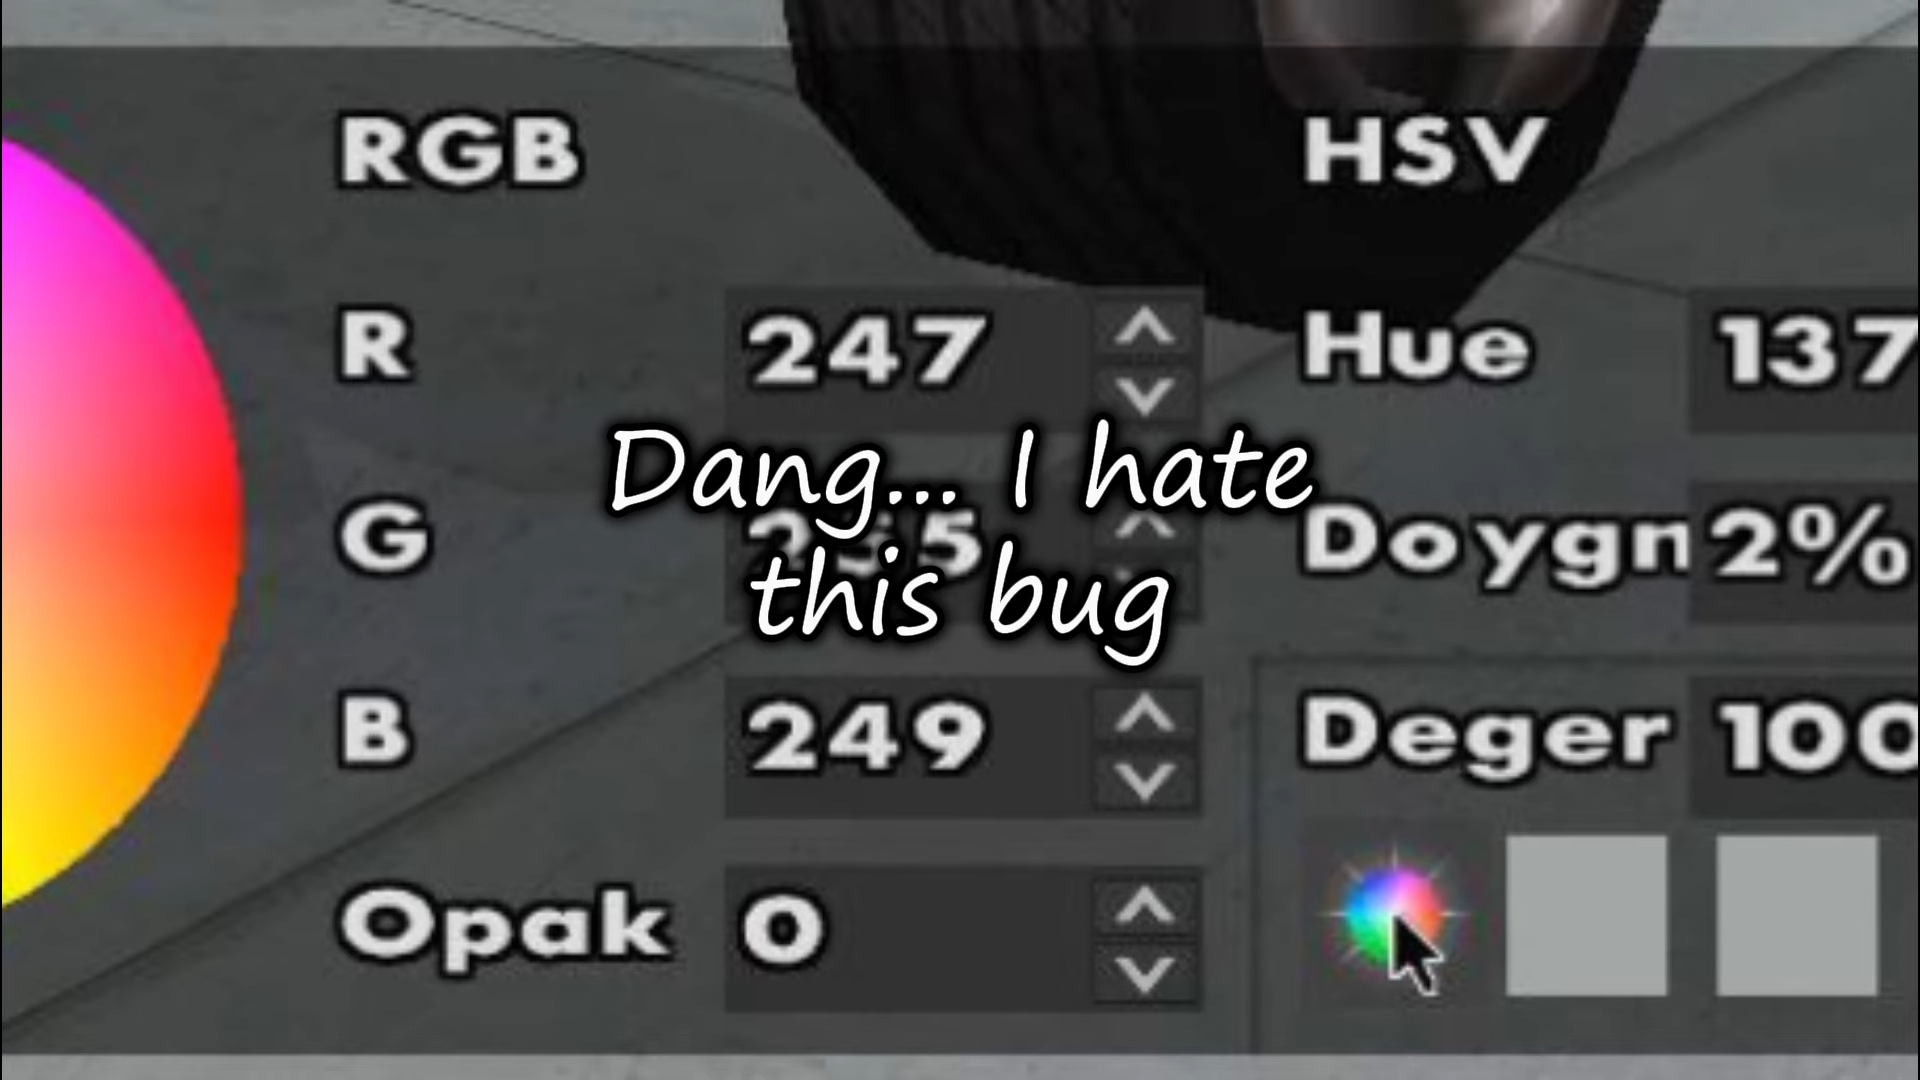 RGB HSV
R 247 Hue 137
Dang... I hate
this bug
G Doygn 2%
B 249 Deger 100
Opak 0